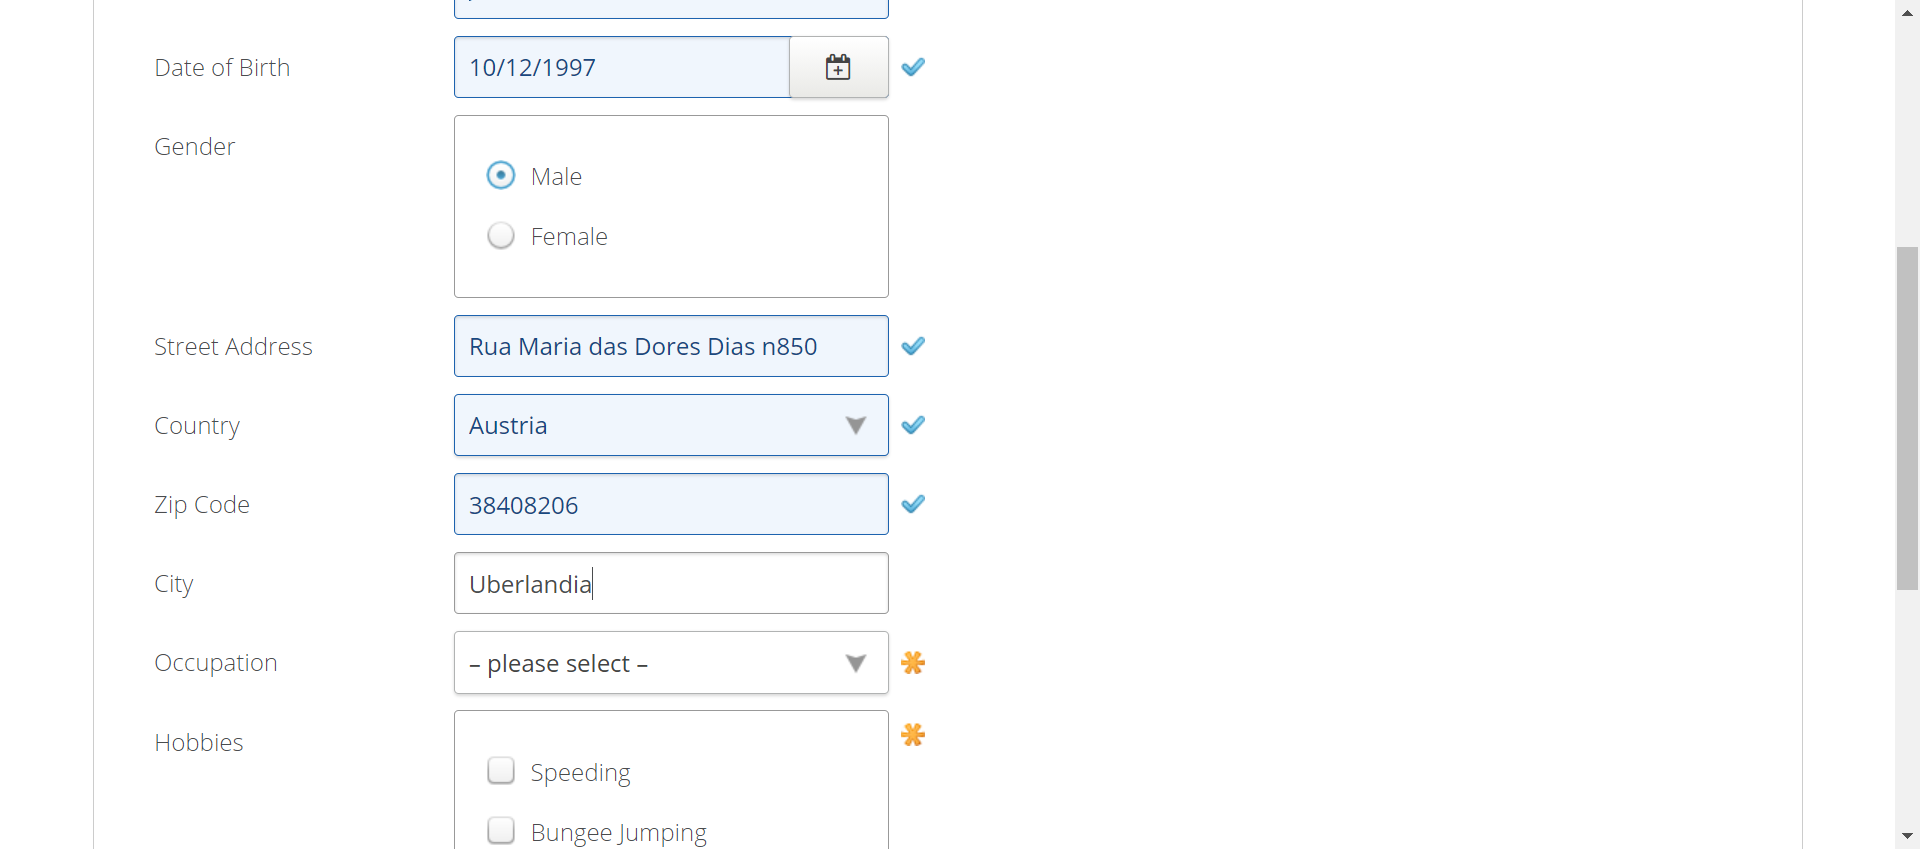 Date of Birth
10/12/1997
Gender
Male
Female
Street Address
Rua Maria das Dores Dias n850
Country
Austria
Zip Code
38408206
City
Uberlandia
Occupation
– please select –
Hobbies
Speeding
Bungee Jumping